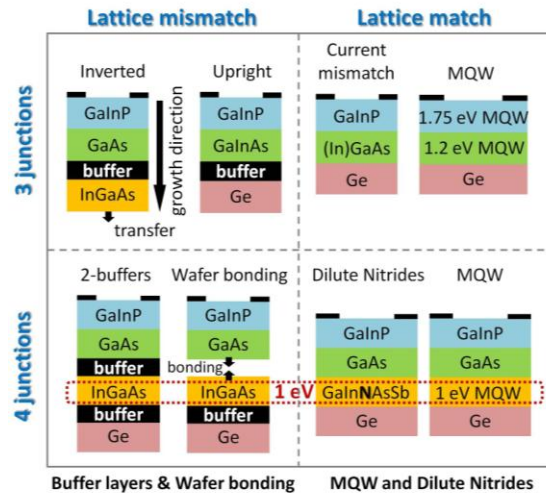 Lattice mismatch
Lattice match
3 junctions
Inverted
GaInP
GaAs
buffer
InGaAs
transfer
growth direction
Upright
GaInP
GaInAs
buffer
Ge
Current
mismatch
GaInP
(In)GaAs
Ge
MQW
1.75 eV MQW
1.2 eV MQW
Ge
4 junctions
2-buffers
GaInP
GaAs
buffer
InGaAs
buffer
Ge
Wafer bonding
GaInP
GaAs
bonding
InGaAs
buffer
Ge
1 eV
Dilute Nitrides
GaInP
GaAs
GaInNAsSb
Ge
MQW
GaInP
GaAs
1 eV MQW
Ge
Buffer layers & Wafer bonding
MQW and Dilute Nitrides